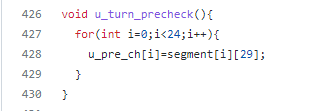 426 void u_turn_precheck(){
427 for(int i=0;i<24;i++){
428 u_pre_ch[i]=segment[i][29];
429 }
430 }